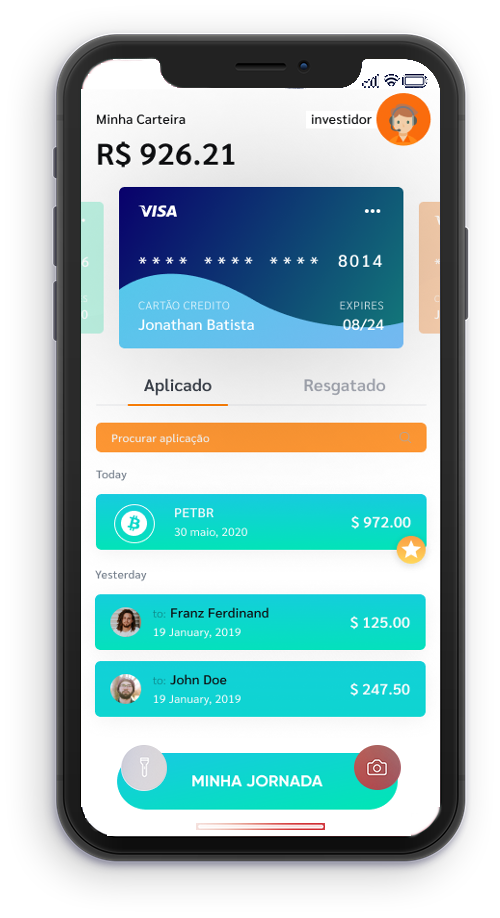 Minha Carteira
investidor
R$ 926.21
VISA
**** **** **** 8014
CARTÃO CREDITO
EXPIRES
Jonathan Batista
08/24
Aplicado
Resgatado
Procurar aplicação
Today
PETBR
$ 972.00
30 maio, 2020
Yesterday
to: Franz Ferdinand
$ 125.00
19 January, 2019
to: John Doe
$ 247.50
19 January, 2019
MINHA JORNADA